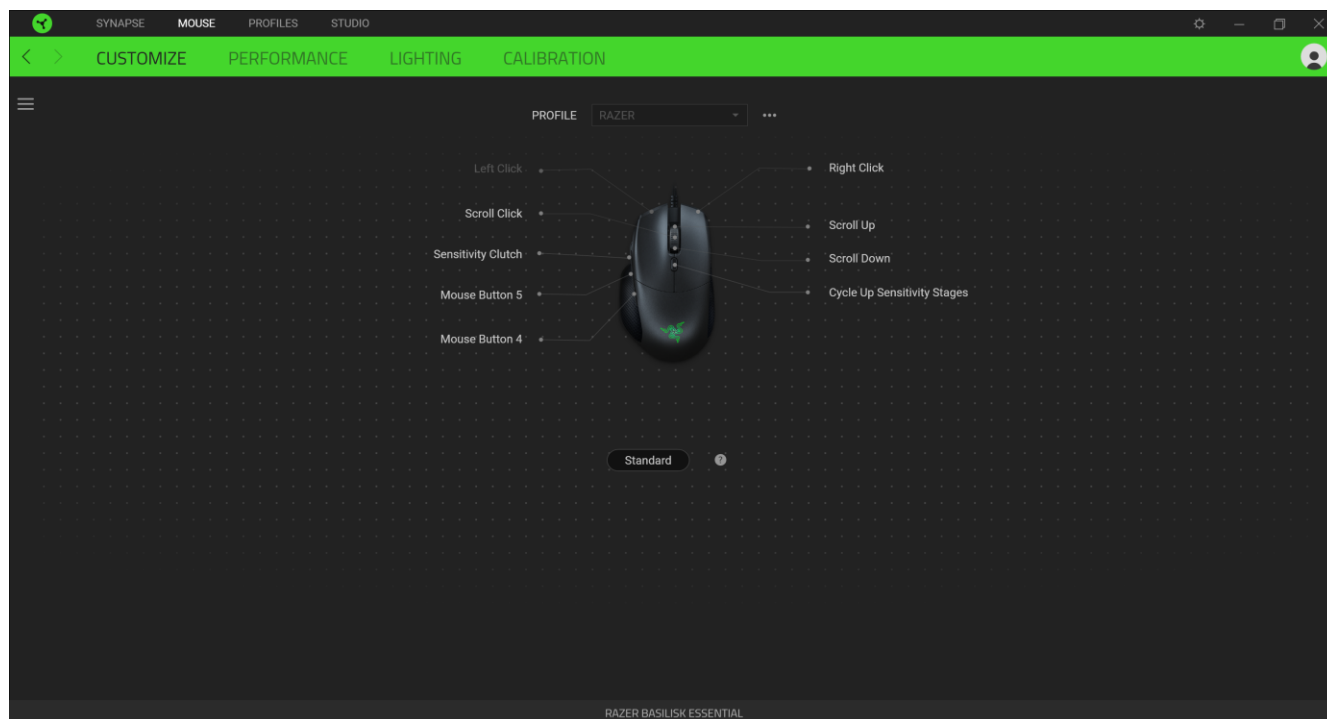 SYNAPSE MOUSE PROFILES STUDIO
CUSTOMIZE PERFORMANCE LIGHTING CALIBRATION
PROFILE RAZER
Left Click
Right Click
Scroll Click
Scroll Up
Sensitivity Clutch
Scroll Down
Mouse Button 5
Cycle Up Sensitivity Stages
Mouse Button 4
Standard ?
RAZER BASILISK ESSENTIAL